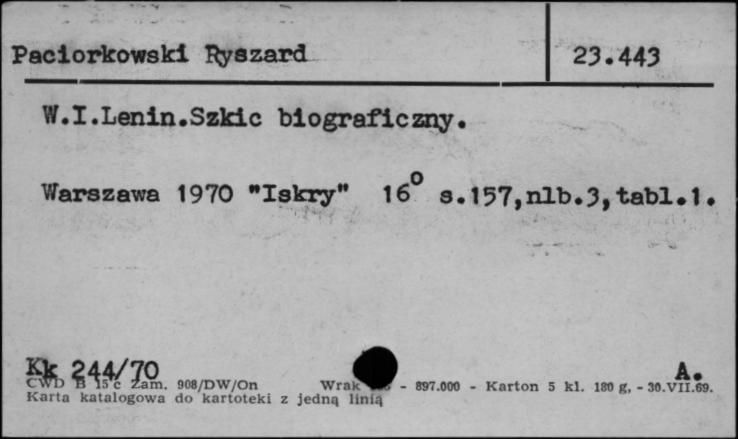 Paciorkowski Ryszard 23.443
W.I.Lenin.Szkic biograficzny.
Warszawa 1970 "Iskry" 16° s.157,nlb.3,tabl.1.
Kk 244/70 A.
CWD B 15 c Zam. 908/DW/On Wrak - 897.000 - Karton 5 kl. 180 g, - 30.VII.69.
Karta katalogowa do kartoteki z jedną linią